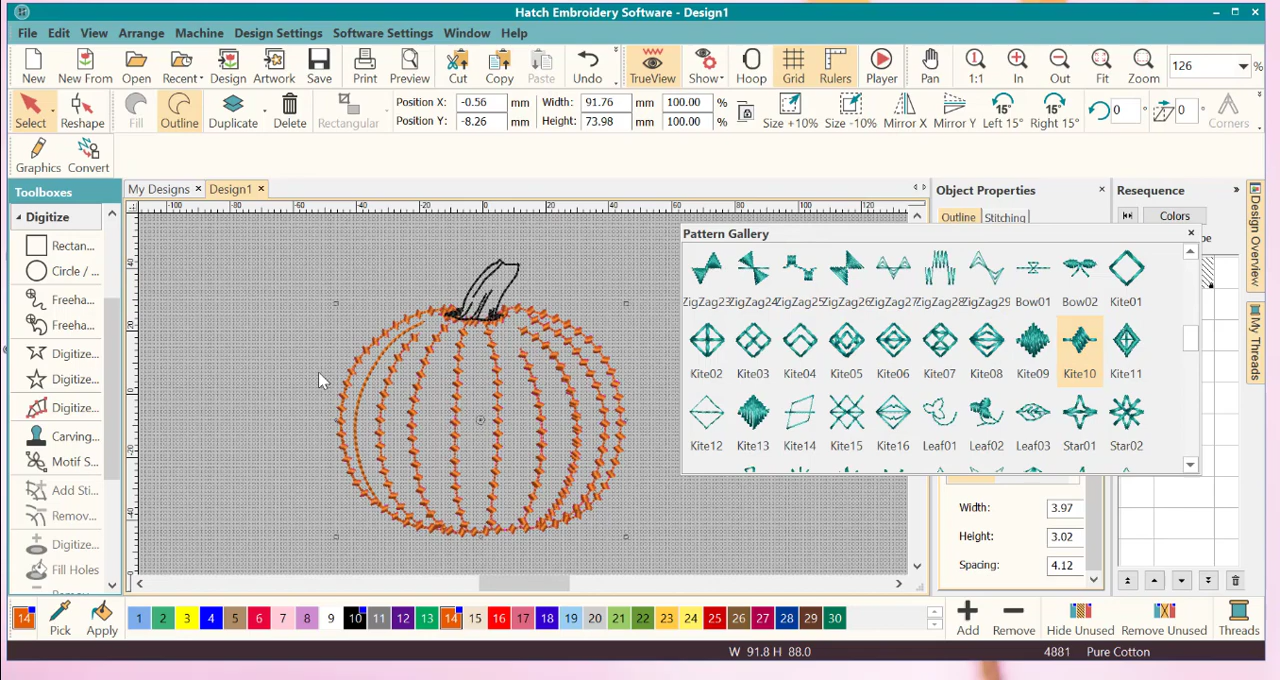 Hatch Embroidery Software - Design1
File Edit View Arrange Machine Design Settings Software Settings Window Help
New New From Open Recent Design Artwork Save Print Preview Cut Copy Paste Undo TrueView Show Hoop Grid Rulers Player Pan 1:1 In Out Fit Zoom 126 %
Select Reshape Fill Outline Duplicate Delete Rectangular Position X: -0.56 mm Width: 91.76 mm 100.00 % Size +10% Size -10% Mirror X Mirror Y Left 15° Right 15° 0 ° 0 ° Corners
Position Y: -8.26 mm Height: 73.98 mm 100.00 %
Graphics Convert
Toolboxes My Designs Design1 Object Properties Resequence
Digitize Outline Stitching Colors
Pattern Gallery
Rectan...
Circle / ...
Freeha...
Freeha...
Digitize...
Digitize...
Digitize...
Carving...
Motif S...
Add Sti...
Remov...
Digitize...
Fill Holes
ZigZag23 ZigZag24 ZigZag25 ZigZag26 ZigZag27 ZigZag28 ZigZag29 Bow01 Bow02 Kite01
Kite02 Kite03 Kite04 Kite05 Kite06 Kite07 Kite08 Kite09 Kite10 Kite11
Kite12 Kite13 Kite14 Kite15 Kite16 Leaf01 Leaf02 Leaf03 Star01 Star02
Width: 3.97
Height: 3.02
Spacing: 4.12
Design Overview
My Threads
14 Pick Apply 1 2 3 4 5 6 7 8 9 10 11 12 13 14 15 16 17 18 19 20 21 22 23 24 25 26 27 28 29 30 Add Remove Hide Unused Remove Unused Threads
W 91.8 H 88.0 4881 Pure Cotton